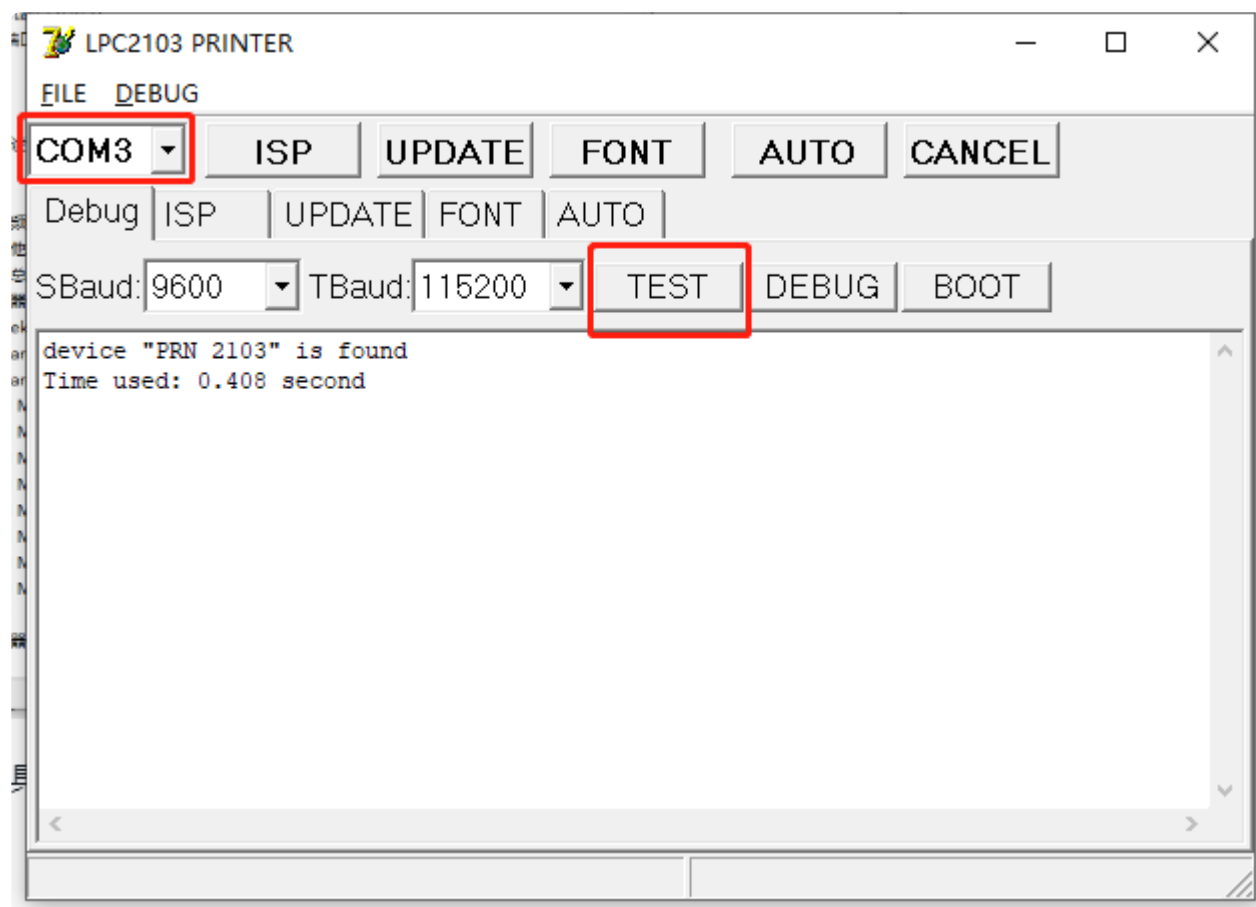 LPC2103 PRINTER
FILE DEBUG
COM3 ISP UPDATE FONT AUTO CANCEL
Debug ISP UPDATE FONT AUTO
SBaud: 9600 TBaud: 115200 TEST DEBUG BOOT
device "PRN 2103" is found
Time used: 0.408 second